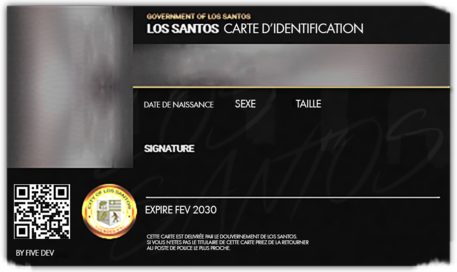 GOVERNMENT OF LOS SANTOS
LOS SANTOS CARTE D'IDENTIFICATION
DATE DE NAISSANCE SEXE TAILLE
SIGNATURE
CITY OF LOS SANTOS
EXPIRE FEV 2030
CETTE CARTE EST DELIVRÉE PAR LE DOUVERNEMENT DE LOS SANTOS.
SI VOUS N'ETES PAS LE TITULAIRE DE CETTE CARTE PRIEZ DE LA RETOURNER
AU POSTE DE POLICE LE PLUS PROCHE.
BY FIVE DEV